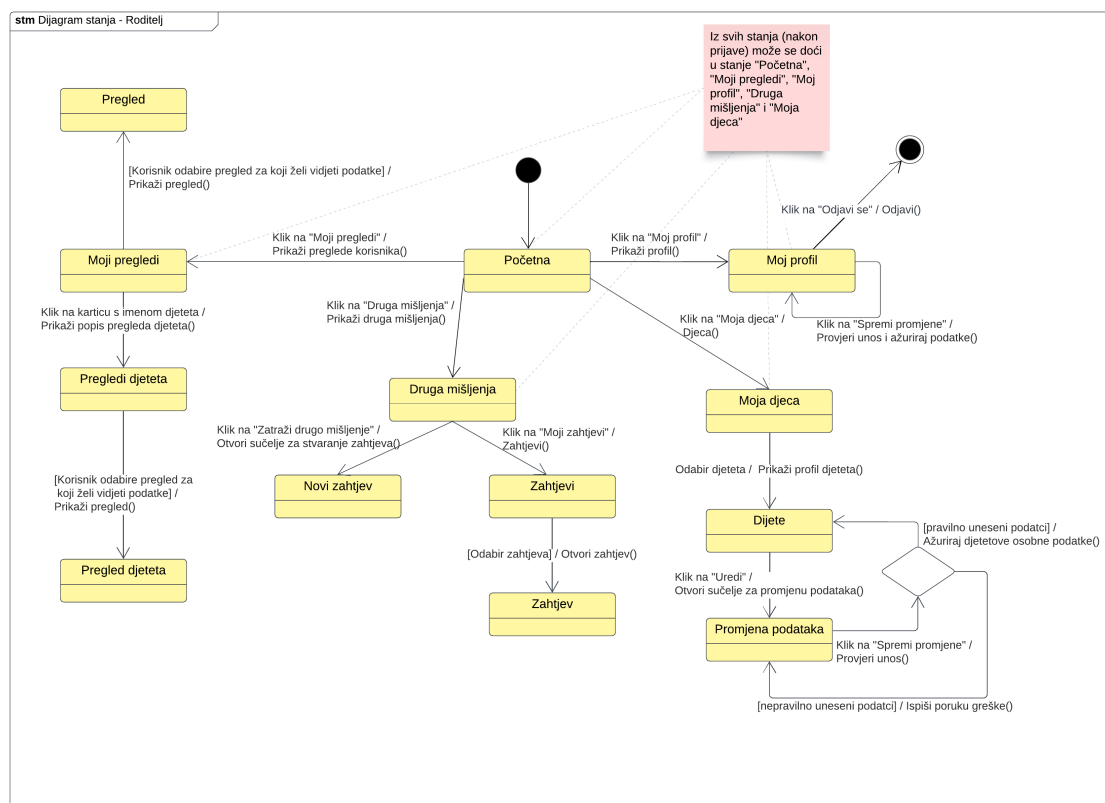 stm Dijagram stanja - Roditelj
Iz svih stanja (nakon
prijave) može se doći
u stanje "Početna",
"Moji pregledi", "Moj
profil", "Druga
mišljenja" i "Moja
djeca"
Pregled
[Korisnik odabire pregled za koji želi vidjeti podatke] /
Prikaži pregled()
Klik na "Odjavi se" / Odjavi()
Klik na "Moji pregledi" /
Prikaži preglede korisnika()
Klik na "Moj profil" /
Prikaži profil()
Moji pregledi
Početna
Moj profil
Klik na karticu s imenom djeteta /
Prikaži popis pregleda djeteta()
Klik na "Druga mišljenja" /
Prikaži druga mišljenja()
Klik na "Moja djeca" /
Djeca()
Klik na "Spremi promjene" /
Provjeri unos i ažuriraj podatke()
Pregledi djeteta
Druga mišljenja
Moja djeca
Klik na "Zatraži drugo mišljenje" /
Otvori sučelje za stvaranje zahtjeva()
Klik na "Moji zahtjevi" /
Zahtjevi()
Odabir djeteta /  Prikaži profil djeteta()
[Korisnik odabire pregled za
koji želi vidjeti podatke] /
Prikaži pregled()
Novi zahtjev
Zahtjevi
Dijete
[pravilno uneseni podatci] /
Ažuriraj djetetove osobne podatke()
[Odabir zahtjeva] / Otvori zahtjev()
Pregled djeteta
Klik na "Uredi" /
Otvori sučelje za promjenu podataka()
Zahtjev
Promjena podataka
Klik na "Spremi promjene" /
Provjeri unos()
[nepravilno uneseni podatci] / Ispiši poruku greške()